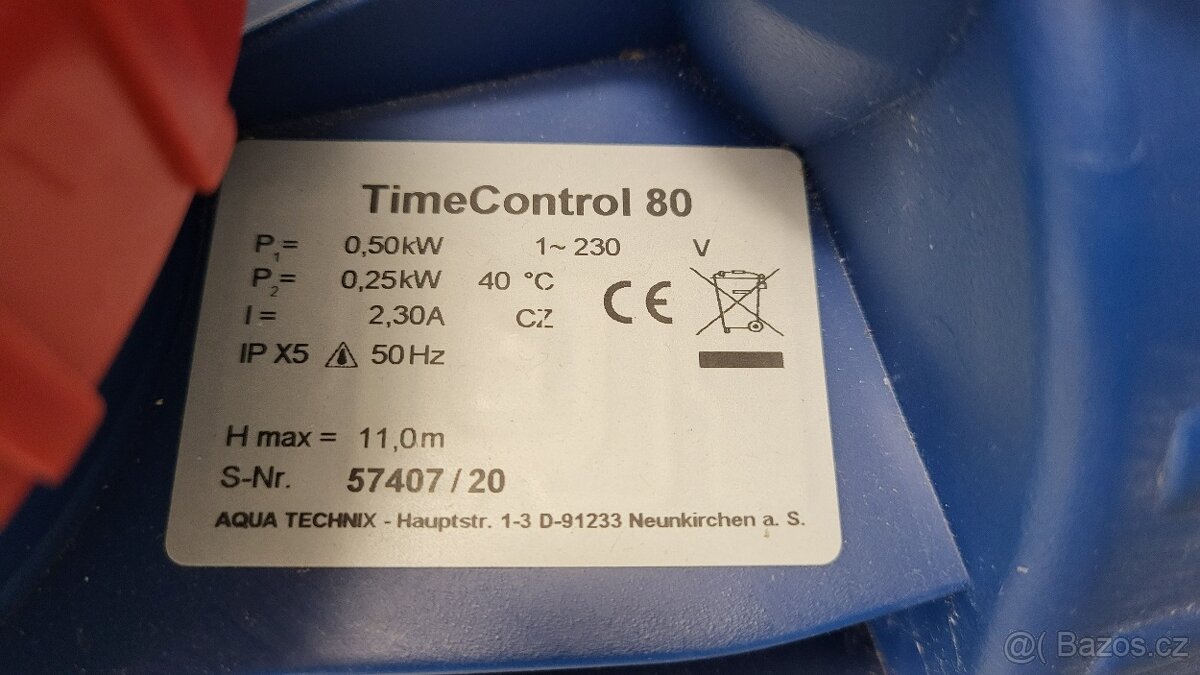 TimeControl 80
P1= 0,50kW 1~ 230 V
P2= 0,25kW 40 °C
I = 2,30A CZ CE
IP X5 50Hz
H max = 11,0m
S-Nr. 57407 / 20
AQUA TECHNIX - Hauptstr. 1-3 D-91233 Neunkirchen a. S.
@( Bazos.cz